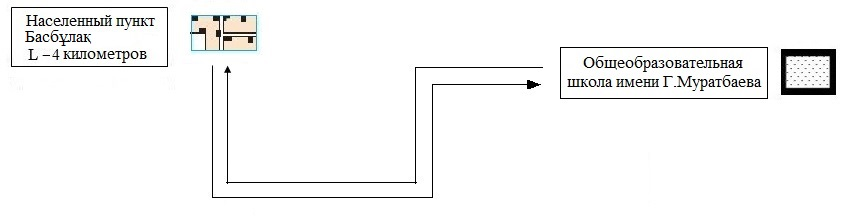 Населенный пункт
Басбұлақ
L – 4 километров
Общеобразовательная
школа имени Г.Муратбаева